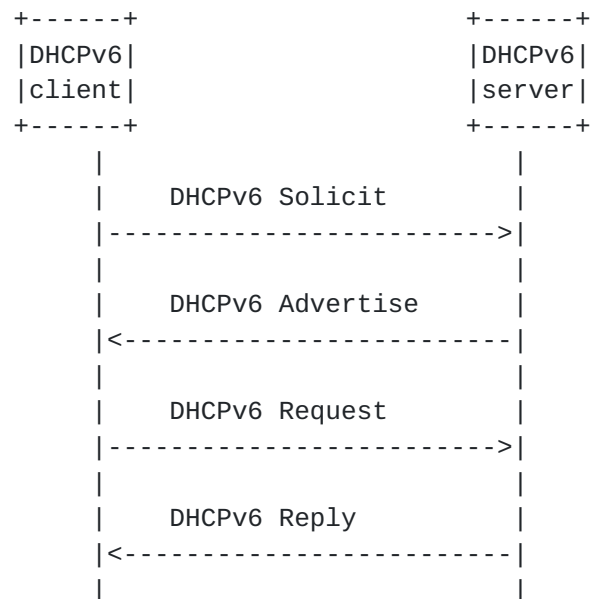 +------+ +------+
|DHCPv6| |DHCPv6|
|client| |server|
+------+ +------+
| |
| DHCPv6 Solicit |
|------------------------->|
| |
| DHCPv6 Advertise |
|<-------------------------|
| |
| DHCPv6 Request |
|------------------------->|
| |
| DHCPv6 Reply |
|<-------------------------|
| |